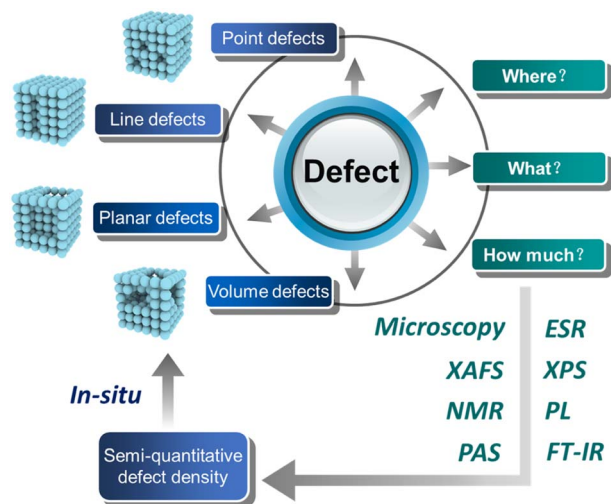 Point defects
Line defects
Planar defects
Volume defects
Defect
Where?
What?
How much?
Microscopy
ESR
XAFS
XPS
NMR
PL
PAS
FT-IR
In-situ
Semi-quantitative
defect density